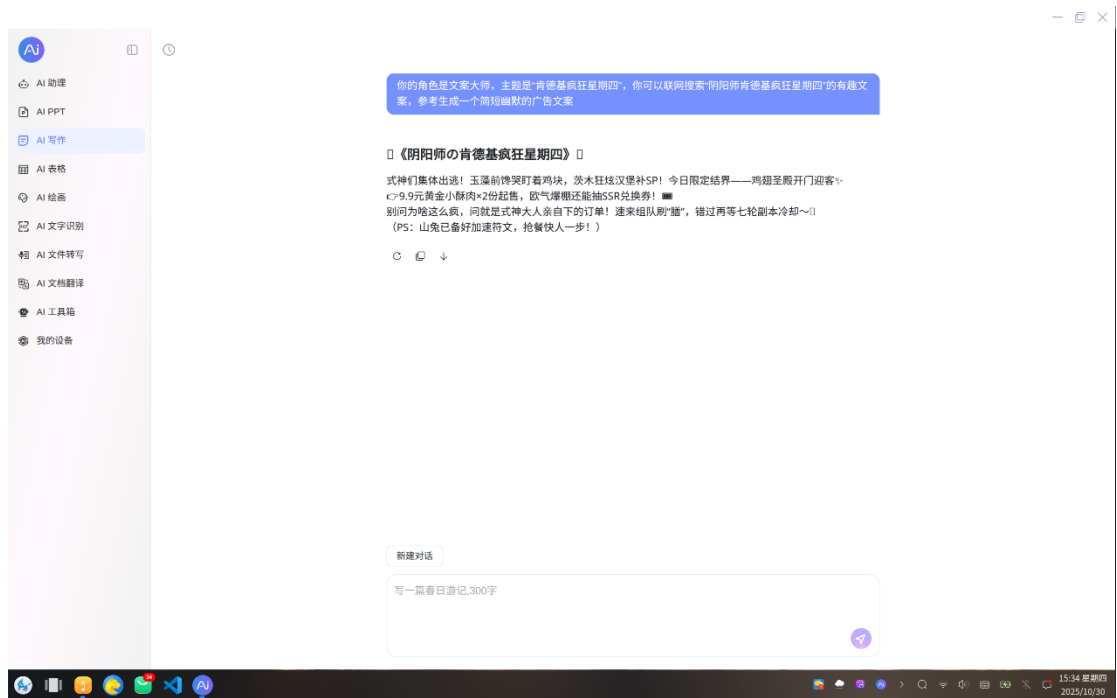 Ai
AI 助理
AI PPT
AI 写作
AI 表格
AI 绘画
AI 文字识别
AI 文件转写
AI 文档翻译
AI 工具箱
我的设备
你的角色是文案大师，主题是“肯德基疯狂星期四”，你可以联网搜索“阴阳师肯德基疯狂星期四”的有趣文
案，参考生成一个简短幽默的广告文案
《阴阳师の肯德基疯狂星期四》
式神们集体出逃！玉藻前馋哭盯着鸡块，茨木狂炫汉堡补SP！今日限定结界——鸡翅圣殿开门迎客✨
👉9.9元黄金小酥肉×2份起售，欧气爆棚还能抽SSR兑换券！🎟
别问为啥这么疯，问就是式神大人亲自下的订单！速来组队刷“膳”，错过再等七轮副本冷却～
（PS：山兔已备好加速符文，抢餐快人一步！）
新建对话
写一篇春日游记,300字
Ai
15:34 星期四
2025/10/30